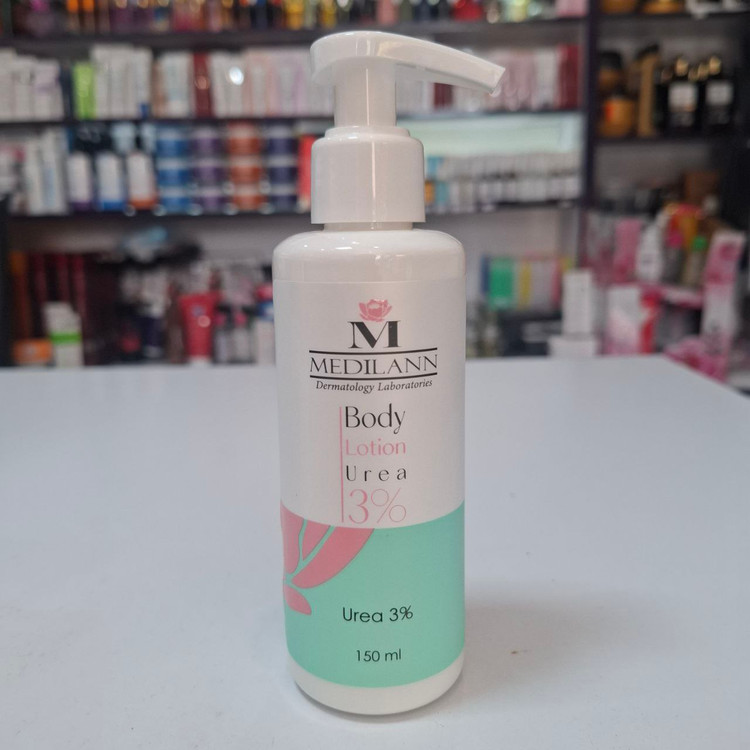 M
MEDILANN
Dermatology Laboratories
Body
Lotion
Urea
3%
Urea 3%
150 ml